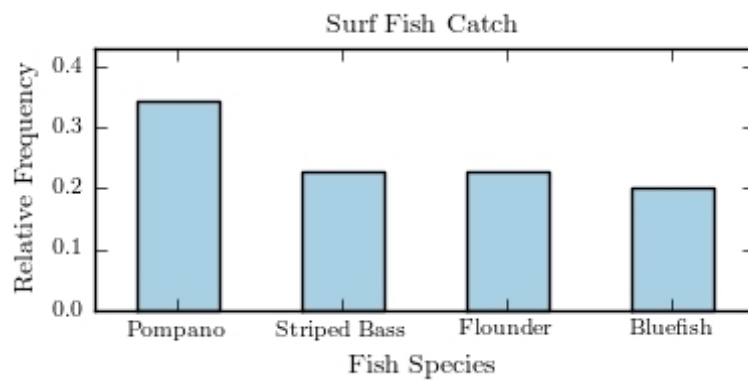 Surf Fish Catch
Relative Frequency
0.4
0.3
0.2
0.1
0.0
Pompano Striped Bass Flounder Bluefish
Fish Species